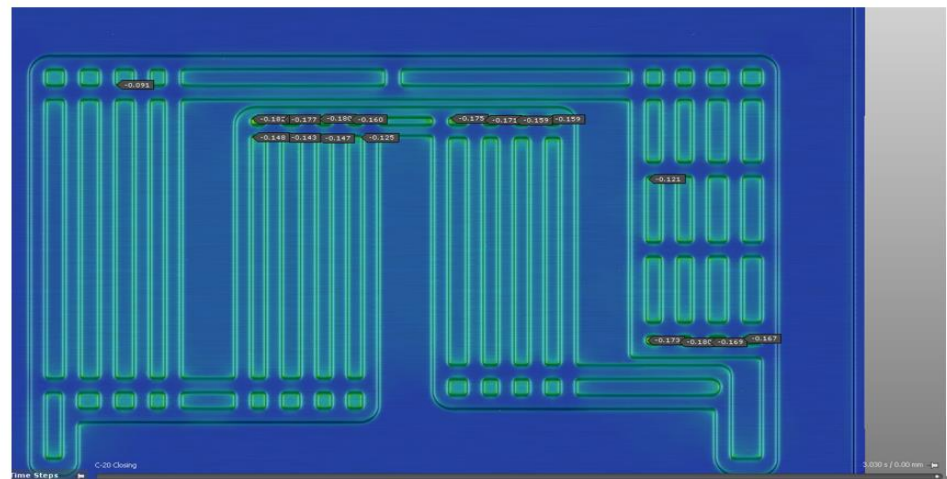 -0.091
-0.182 -0.177 -0.180 -0.160 -0.175 -0.171 -0.159 -0.159
-0.148 -0.143 -0.147 -0.125
-0.121
-0.173 -0.180 -0.169 -0.167
C-20 Closing
3.030 s / 0.00 mm
Time Steps